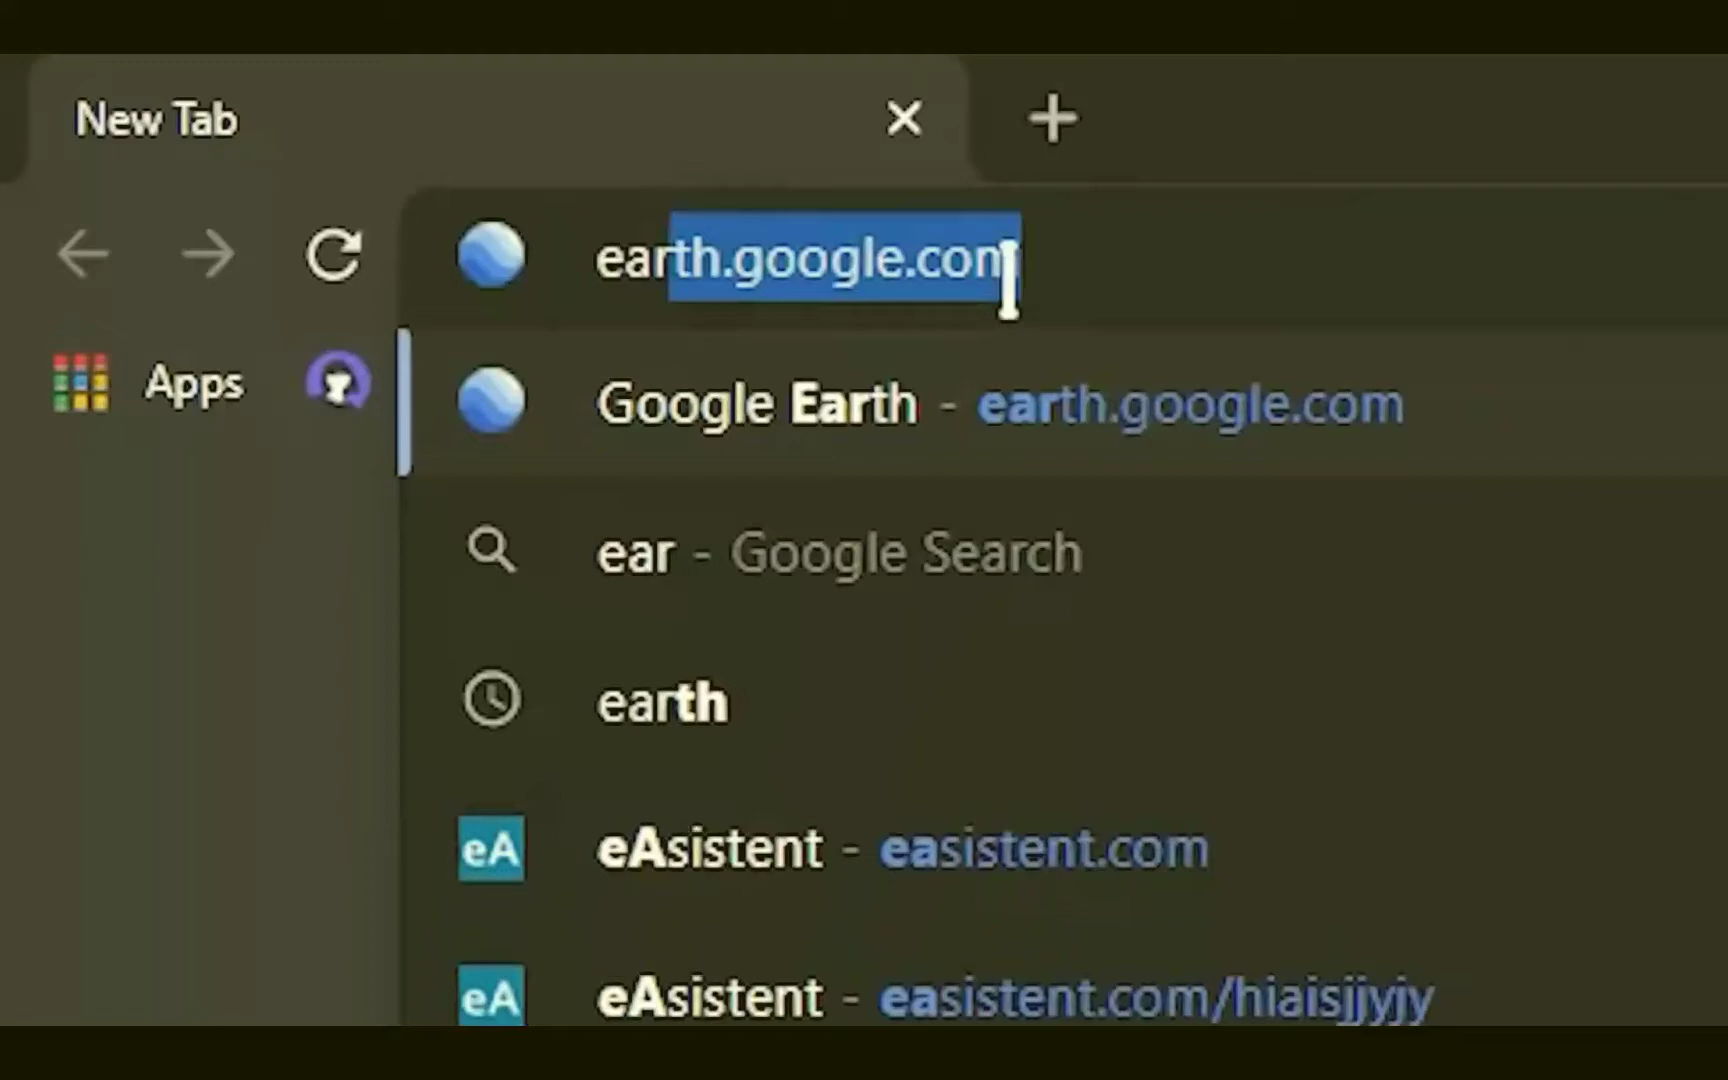 New Tab
earth.google.com
Apps
Google Earth - earth.google.com
ear - Google Search
earth
eA eAsistent - easistent.com
eA eAsistent - easistent.com/hiaisjjyjy